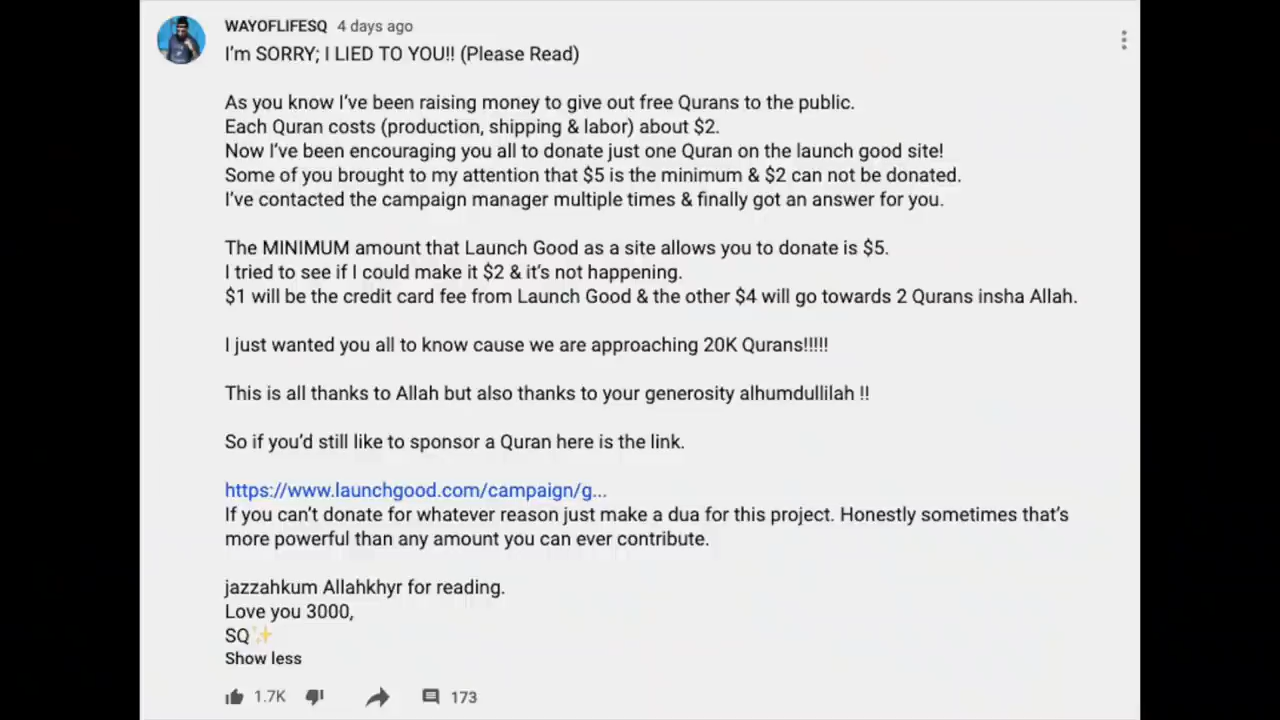 WAYOFLIFESQ 4 days ago
I'm SORRY; I LIED TO YOU!! (Please Read)
As you know I've been raising money to give out free Qurans to the public.
Each Quran costs (production, shipping & labor) about $2.
Now I've been encouraging you all to donate just one Quran on the launch good site!
Some of you brought to my attention that $5 is the minimum & $2 can not be donated.
I've contacted the campaign manager multiple times & finally got an answer for you.
The MINIMUM amount that Launch Good as a site allows you to donate is $5.
I tried to see if I could make it $2 & it's not happening.
$1 will be the credit card fee from Launch Good & the other $4 will go towards 2 Qurans insha Allah.
I just wanted you all to know cause we are approaching 20K Qurans!!!!!
This is all thanks to Allah but also thanks to your generosity alhumdullilah !!
So if you'd still like to sponsor a Quran here is the link.
https://www.launchgood.com/campaign/g...
If you can't donate for whatever reason just make a dua for this project. Honestly sometimes that's
more powerful than any amount you can ever contribute.
jazzahkum Allahkhyr for reading.
Love you 3000,
SQ✨
Show less
1.7K 173